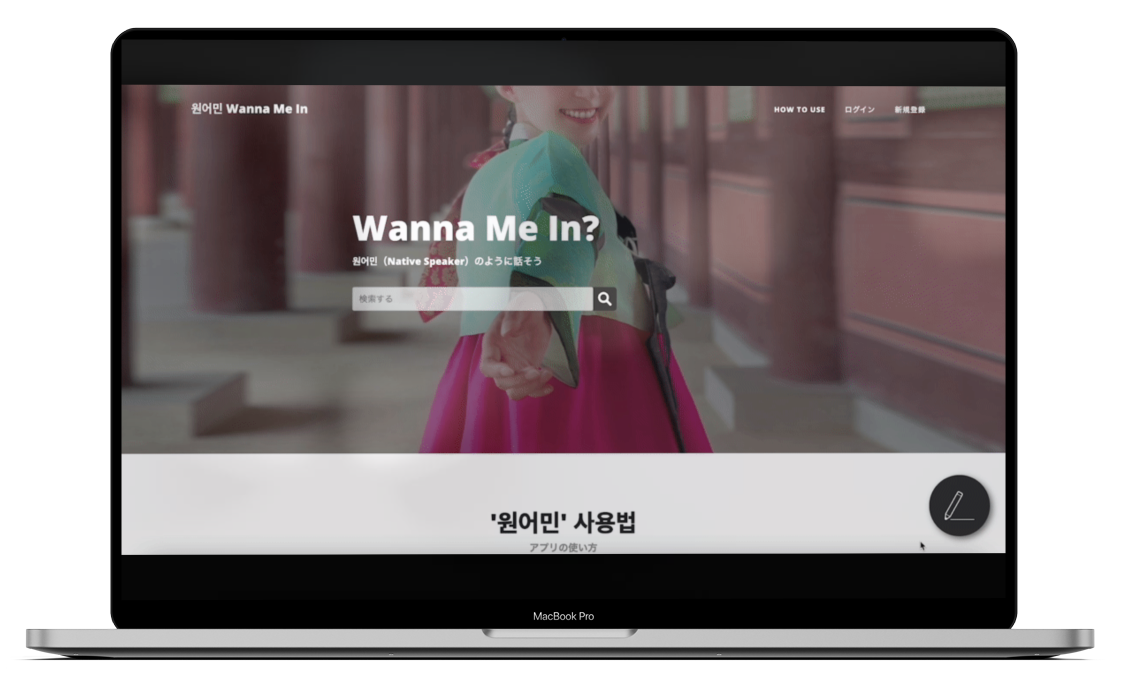 원어민 Wanna Me In
HOW TO USE ログイン 新規登録
Wanna Me In?
원어민（Native Speaker）のように話そう
検索する
'원어민' 사용법
アプリの使い方
MacBook Pro